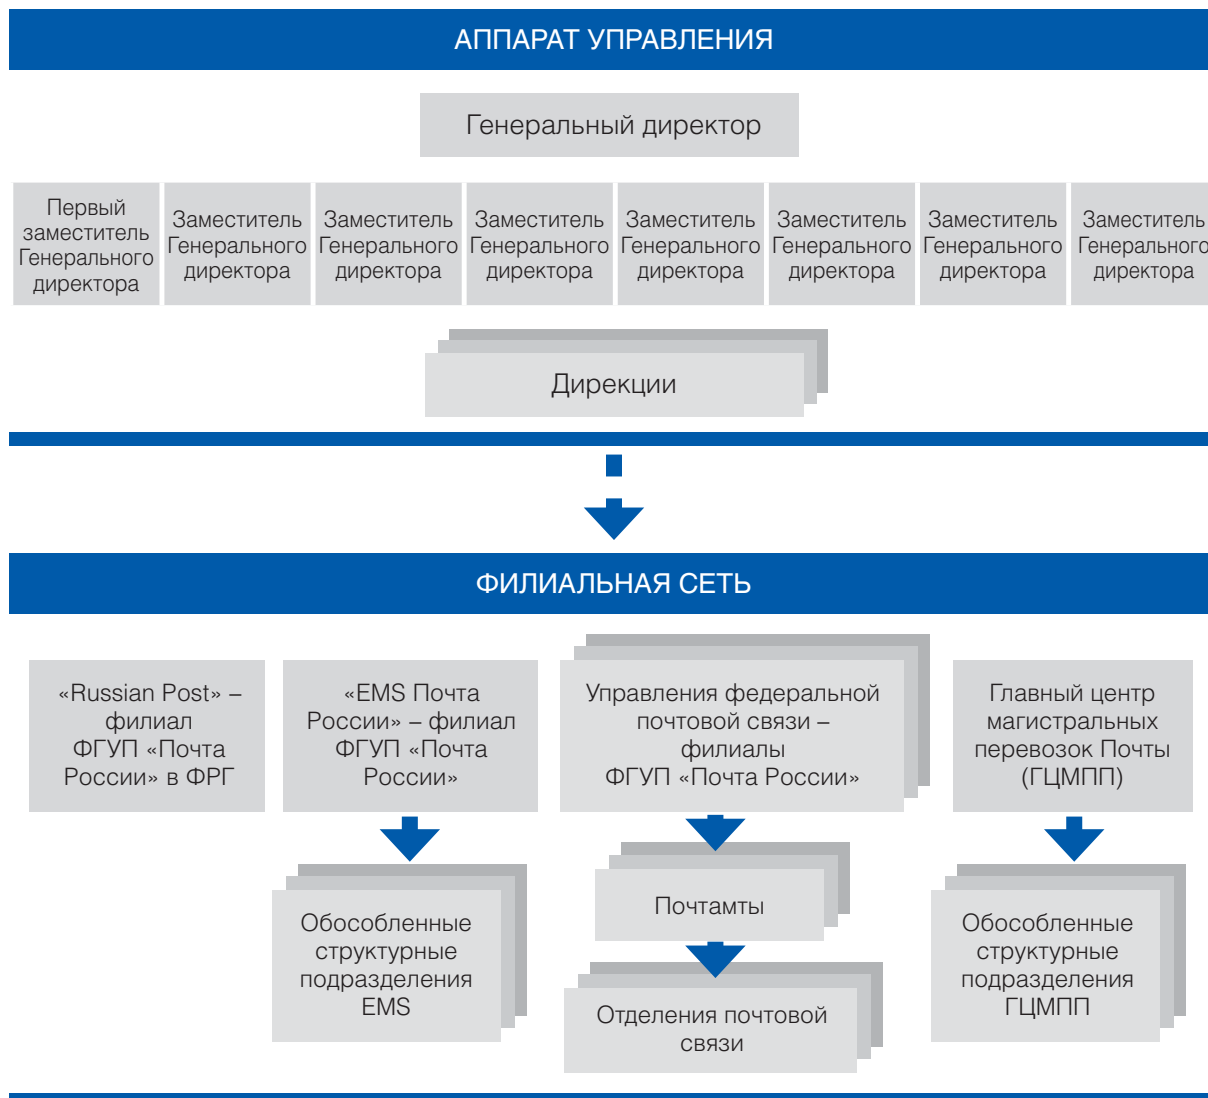 АППАРАТ УПРАВЛЕНИЯ
Генеральный директор
Первый
заместитель
Генерального
директора
Заместитель
Генерального
директора
Заместитель
Генерального
директора
Заместитель
Генерального
директора
Заместитель
Генерального
директора
Заместитель
Генерального
директора
Заместитель
Генерального
директора
Заместитель
Генерального
директора
Дирекции
ФИЛИАЛЬНАЯ СЕТЬ
«Russian Post» –
филиал
ФГУП «Почта
России» в ФРГ
«EMS Почта
России» – филиал
ФГУП «Почта
России»
Управления федеральной
почтовой связи –
филиалы
ФГУП «Почта России»
Главный центр
магистральных
перевозок Почты
(ГЦМПП)
Обособленные
структурные
подразделения
EMS
Почтамты
Отделения почтовой
связи
Обособленные
структурные
подразделения
ГЦМПП